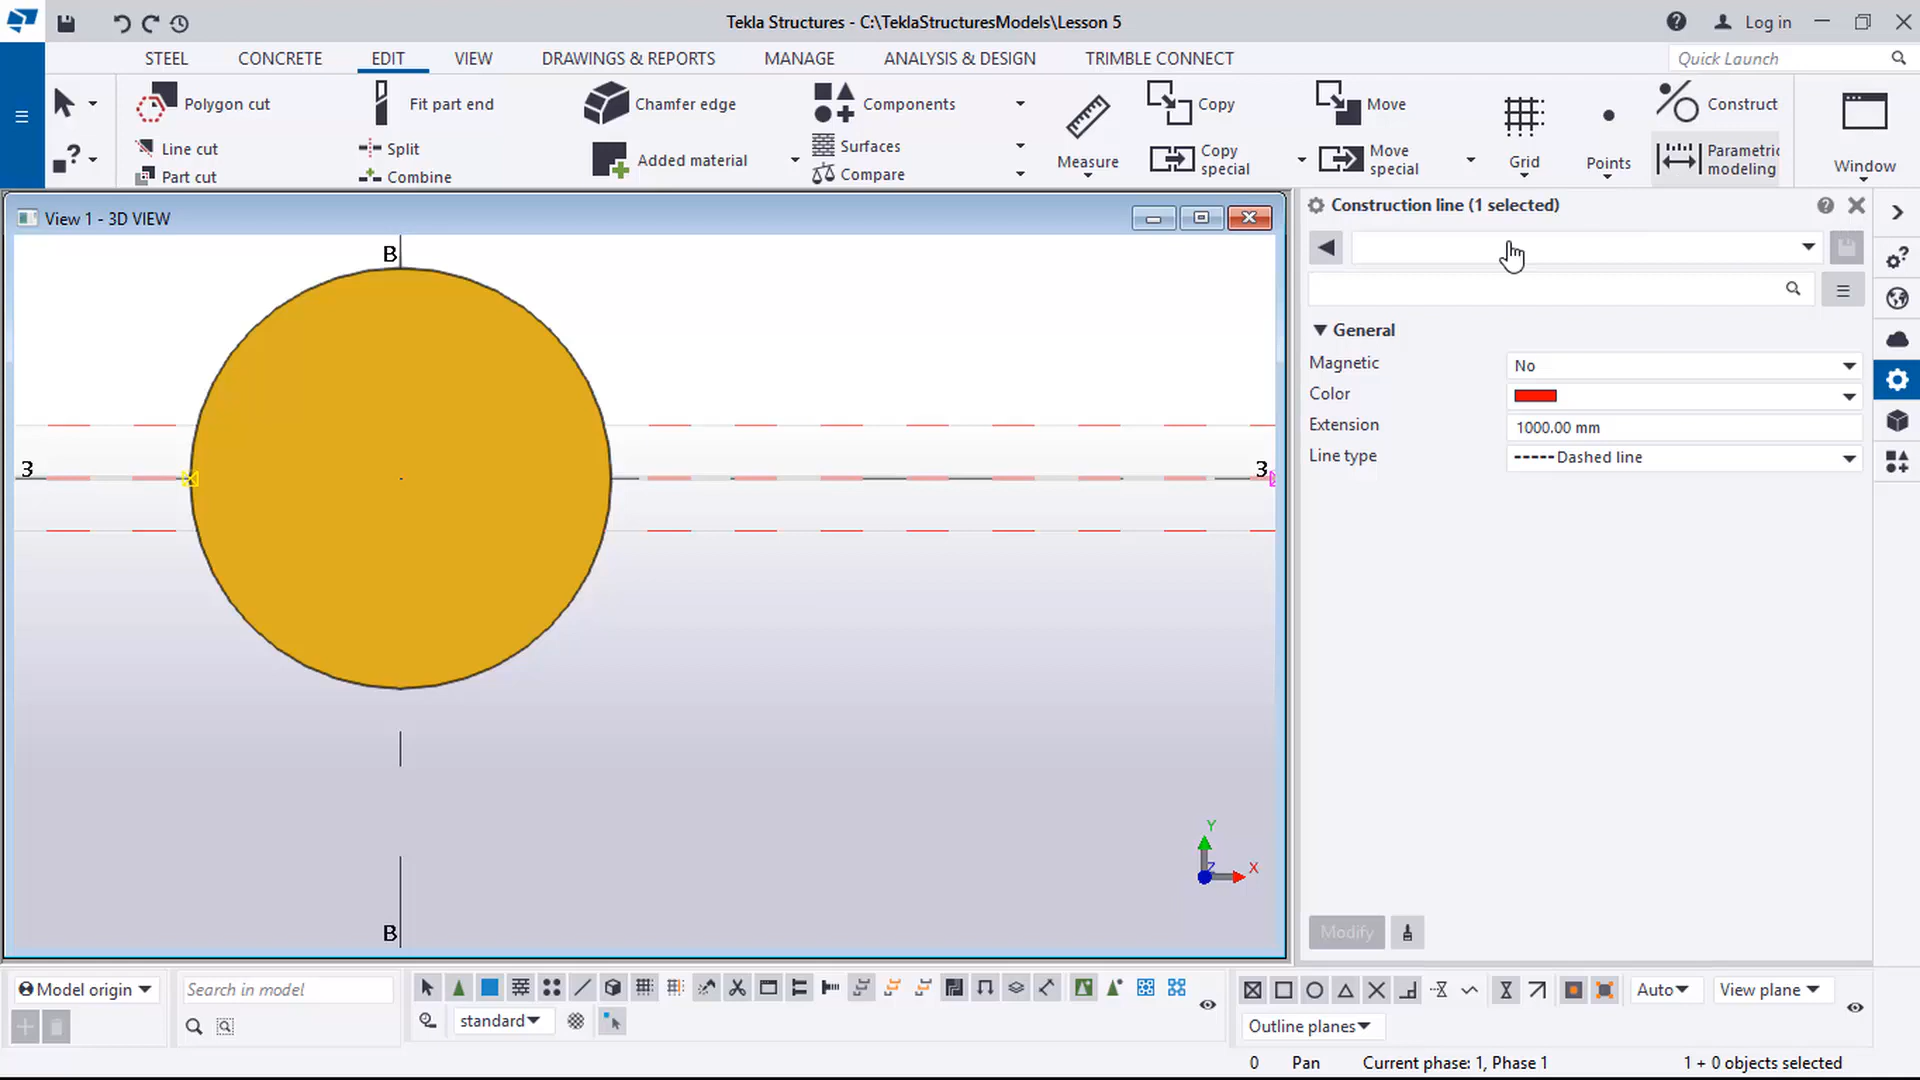 Tekla Structures - C:\TeklaStructuresModels\Lesson 5
Log in
STEEL CONCRETE EDIT VIEW DRAWINGS & REPORTS MANAGE ANALYSIS & DESIGN TRIMBLE CONNECT
Quick Launch
Polygon cut
Line cut
Part cut
Fit part end
Split
Combine
Chamfer edge
Added material
Components
Surfaces
Compare
Measure
Copy
Copy
special
Move
Move
special
Grid
Points
Construct
Parametric
modeling
Window
View 1 - 3D VIEW
B
3
3
B
Y
Z
X
Construction line (1 selected)
General
Magnetic No
Color
Extension 1000.00 mm
Line type Dashed line
Modify
Model origin
Search in model
standard
Auto
View plane
Outline planes
0 Pan Current phase: 1, Phase 1 1 + 0 objects selected